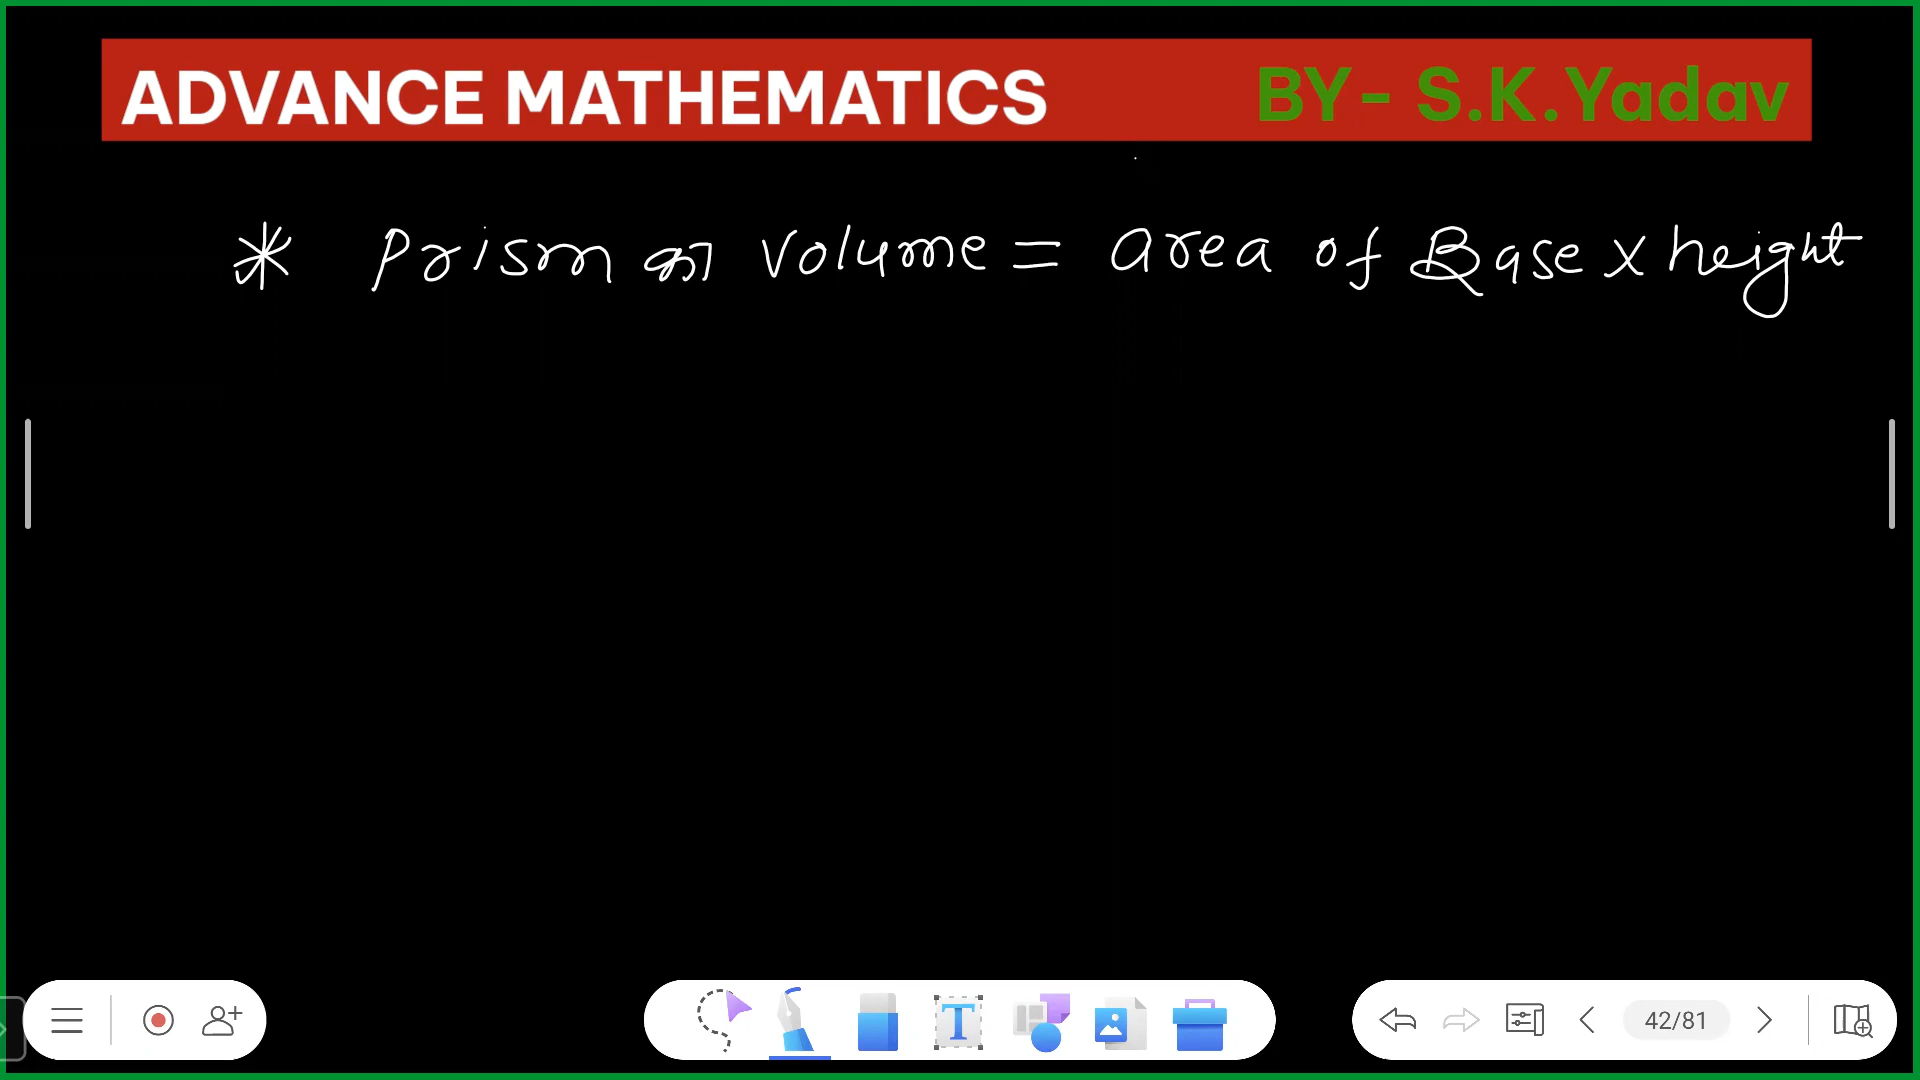 ADVANCE MATHEMATICS BY- S.K.Yadav
* Prism का Volume = area of Base x height
T 42/81